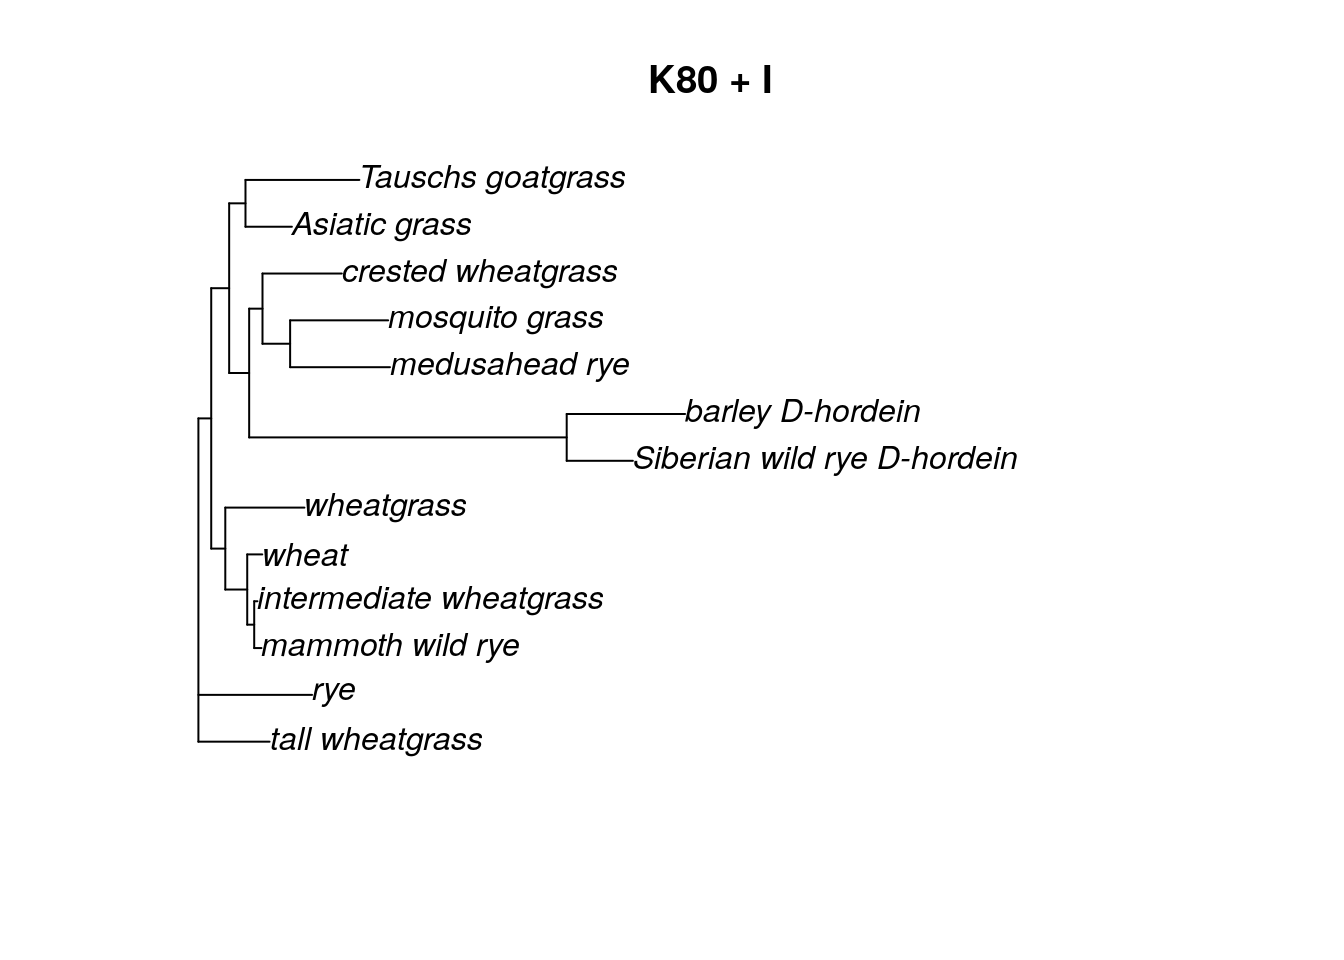 K80 + I
Tauschs goatgrass
Asiatic grass
crested wheatgrass
mosquito grass
medusahead rye
barley D-hordein
Siberian wild rye D-hordein
wheatgrass
wheat
intermediate wheatgrass
mammoth wild rye
rye
tall wheatgrass